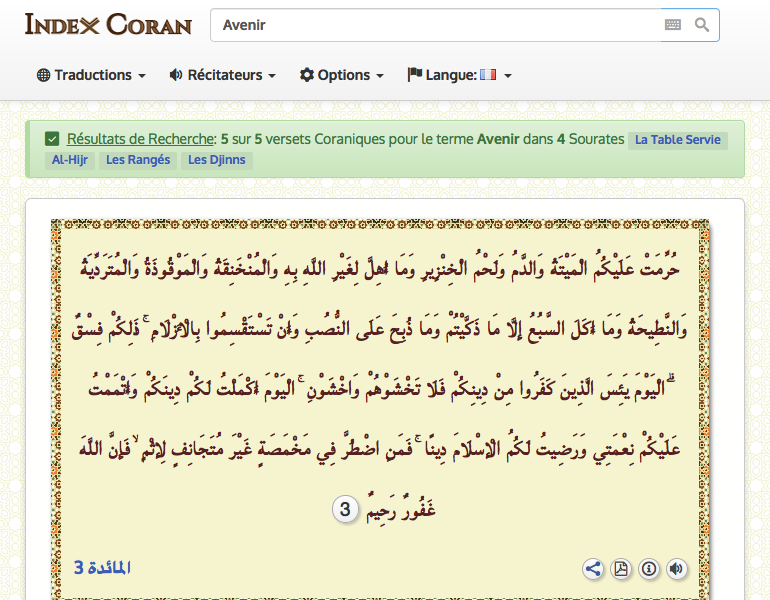 INDEX CORAN
Avenir
Traductions Récitateurs Options Langue:
Résultats de Recherche: 5 sur 5 versets Coraniques pour le terme Avenir dans 4 Sourates La Table Servie
Al-Hijr Les Rangés Les Djinns
حُرِّمَتْ عَلَيْكُمُ الْمَيْتَةُ وَالدَّمُ وَلَحْمُ الْخِنْزِيرِ وَمَا أُهِلَّ لِغَيْرِ اللَّهِ بِهِ وَالْمُنْخَنِقَةُ وَالْمَوْقُوذَةُ وَالْمُتَرَدِّيَةُ
وَالنَّطِيحَةُ وَمَا أَكَلَ السَّبُعُ إِلَّا مَا ذَكَّيْتُمْ وَمَا ذُبِحَ عَلَى النُّصُبِ وَأَنْ تَسْتَقْسِمُوا بِالْأَزْلَامِ ۚ ذَٰلِكُمْ فِسْقٌ
ۗ الْيَوْمَ يَئِسَ الَّذِينَ كَفَرُوا مِنْ دِينِكُمْ فَلَا تَخْشَوْهُمْ وَاخْشَوْنِ ۚ الْيَوْمَ أَكْمَلْتُ لَكُمْ دِينَكُمْ وَأَتْمَمْتُ
عَلَيْكُمْ نِعْمَتِي وَرَضِيتُ لَكُمُ الْإِسْلَامَ دِينًا ۚ فَمَنِ اضْطُرَّ فِي مَخْمَصَةٍ غَيْرَ مُتَجَانِفٍ لِإِثْمٍ ۙ فَإِنَّ اللَّهَ
غَفُورٌ رَحِيمٌ 3
المائدة 3